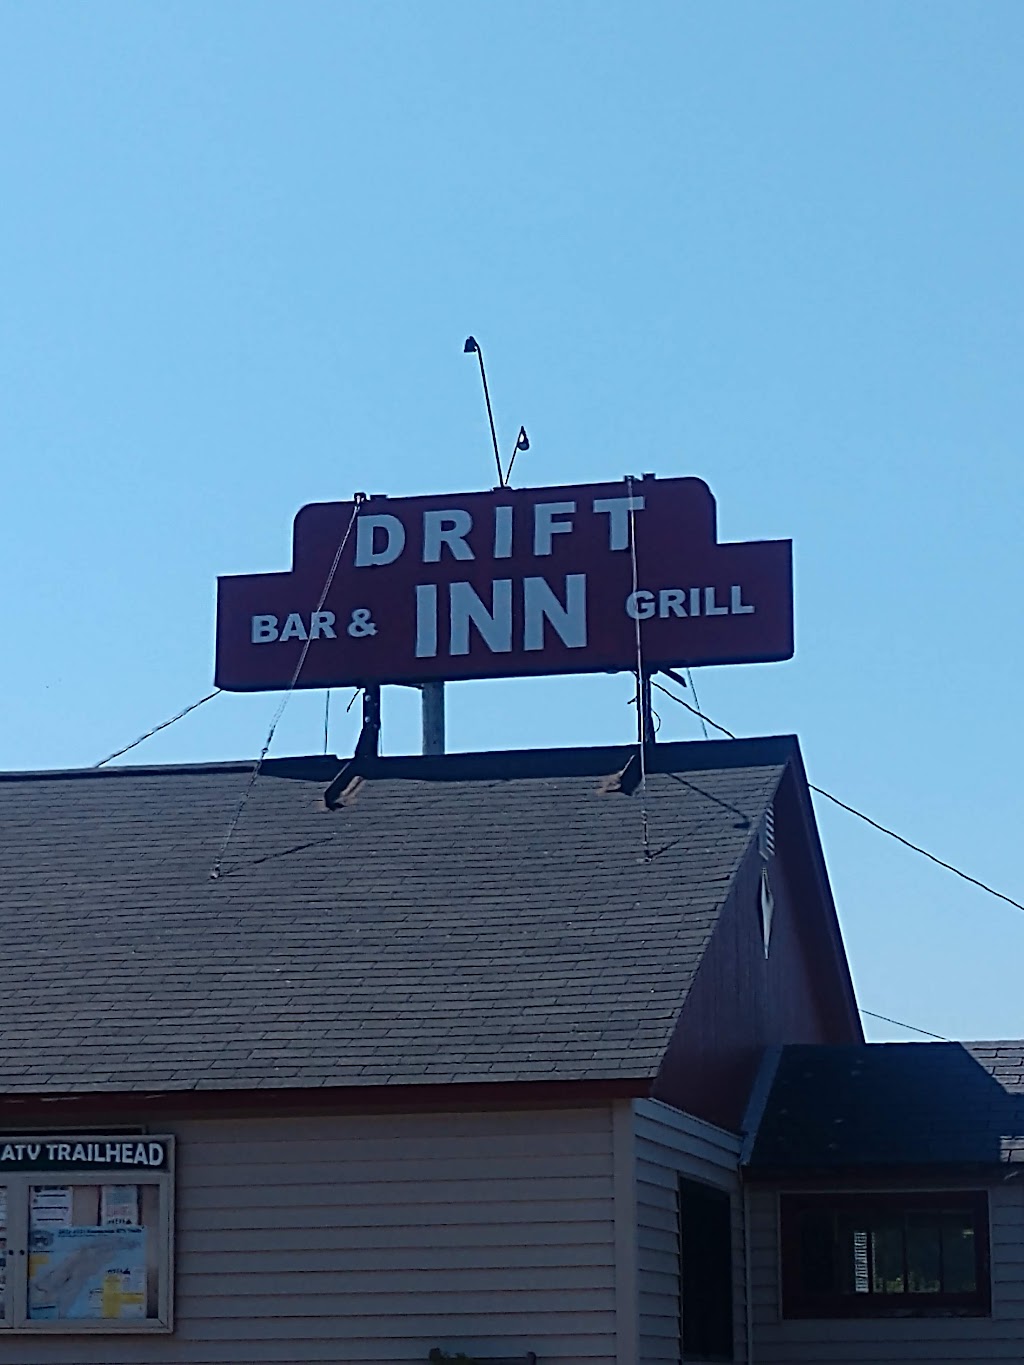 DRIFT
BAR & INN GRILL
ATV TRAILHEAD